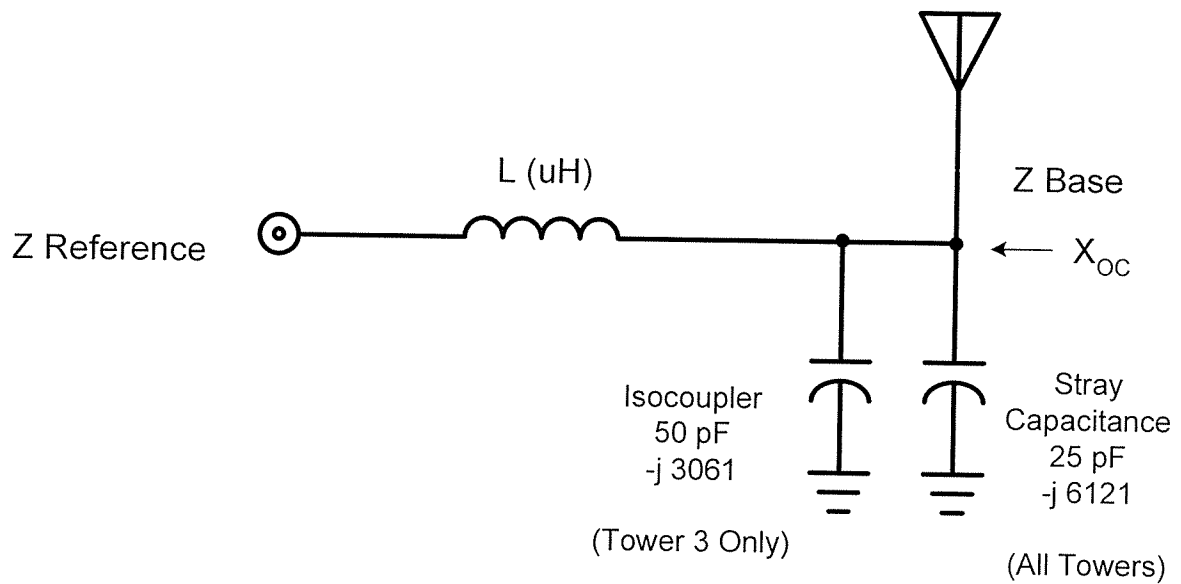 L (uH)
Z Base
Z Reference
X_OC
Isocoupler
50 pF
-j 3061
(Tower 3 Only)
Stray
Capacitance
25 pF
-j 6121
(All Towers)